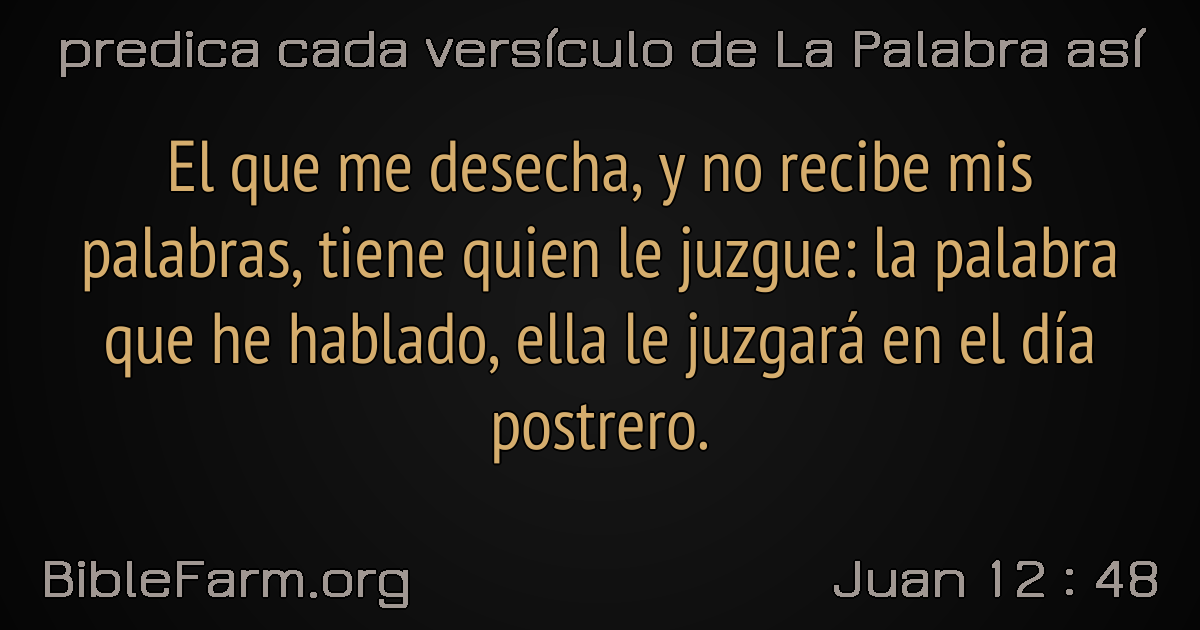 predica cada versículo de La Palabra así
El que me desecha, y no recibe mis
palabras, tiene quien le juzgue: la palabra
que he hablado, ella le juzgará en el día
postrero.
BibleFarm.org
Juan 12 : 48